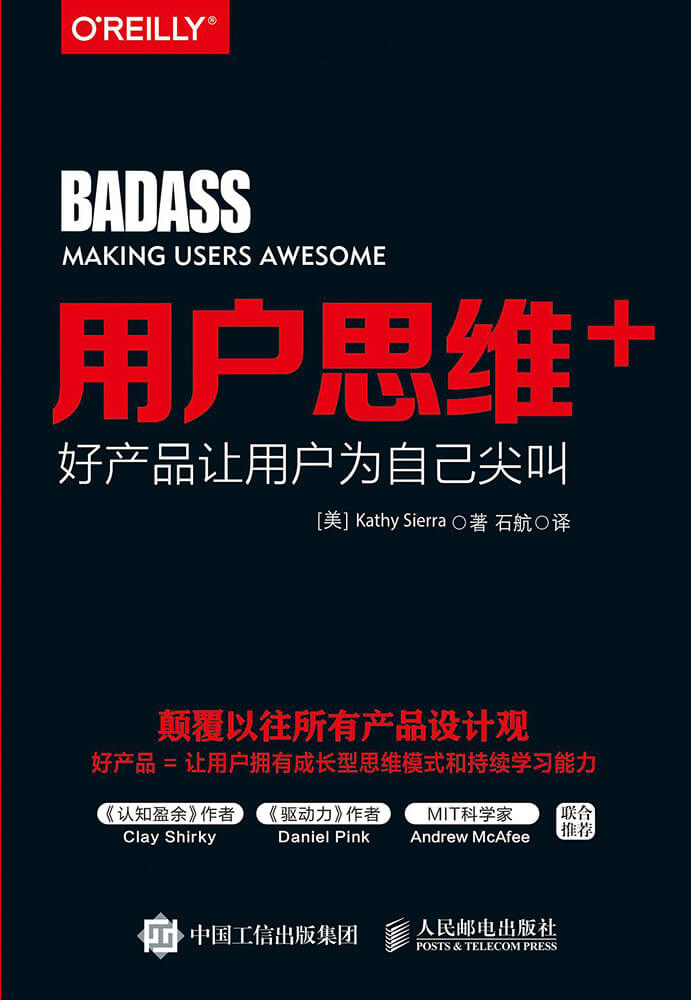 O'REILLY®
BADASS
MAKING USERS AWESOME
用户思维+
好产品让用户为自己尖叫
[美] Kathy Sierra ○著 石航○译
颠覆以往所有产品设计观
好产品 = 让用户拥有成长型思维模式和持续学习能力
《认知盈余》作者 《驱动力》作者 MIT科学家 联合
Clay Shirky Daniel Pink Andrew McAfee 推荐
中国工信出版集团 人民邮电出版社
POSTS & TELECOM PRESS